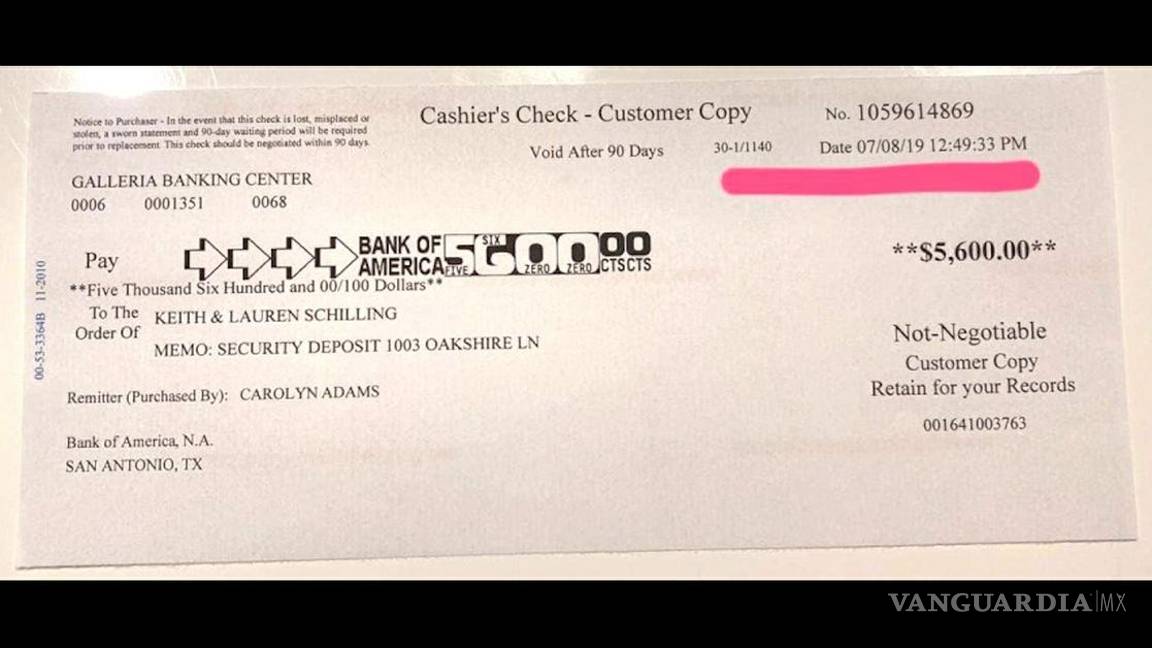 Notice to Purchaser - In the event that this check is lost, misplaced or
stolen, a sworn statement and 90-day waiting period will be required
prior to replacement. This check should be negotiated within 90 days.
Cashier's Check - Customer Copy
No. 1059614869
Void After 90 Days
30-1/1140
Date 07/08/19 12:49:33 PM
GALLERIA BANKING CENTER
0006 0001351 0068
Pay
BANK OF
AMERICA
5600 00
FIVE SIX ZERO ZERO CTSCTS
**$5,600.00**
**Five Thousand Six Hundred and 00/100 Dollars**
To The
Order Of
KEITH & LAUREN SCHILLING
MEMO: SECURITY DEPOSIT 1003 OAKSHIRE LN
Not-Negotiable
Customer Copy
Retain for your Records
001641003763
Remitter (Purchased By): CAROLYN ADAMS
Bank of America, N.A.
SAN ANTONIO, TX
00-53-3364B 11-2010
VANGUARDIA|MX